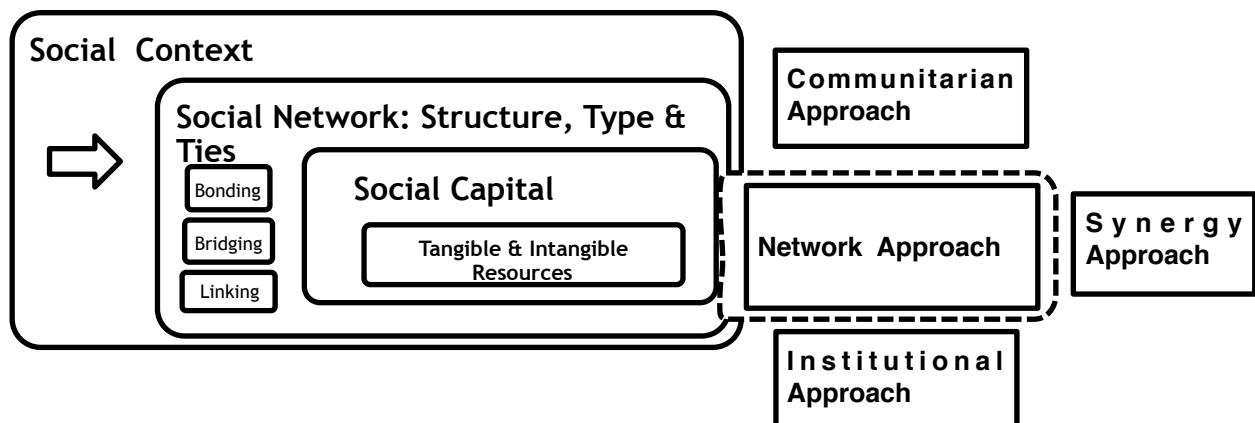 Social Context
Social Network: Structure, Type &
Ties
Bonding
Bridging
Linking
Social Capital
Tangible & Intangible
Resources
Communitarian
Approach
Network Approach
Synergy
Approach
Institutional
Approach